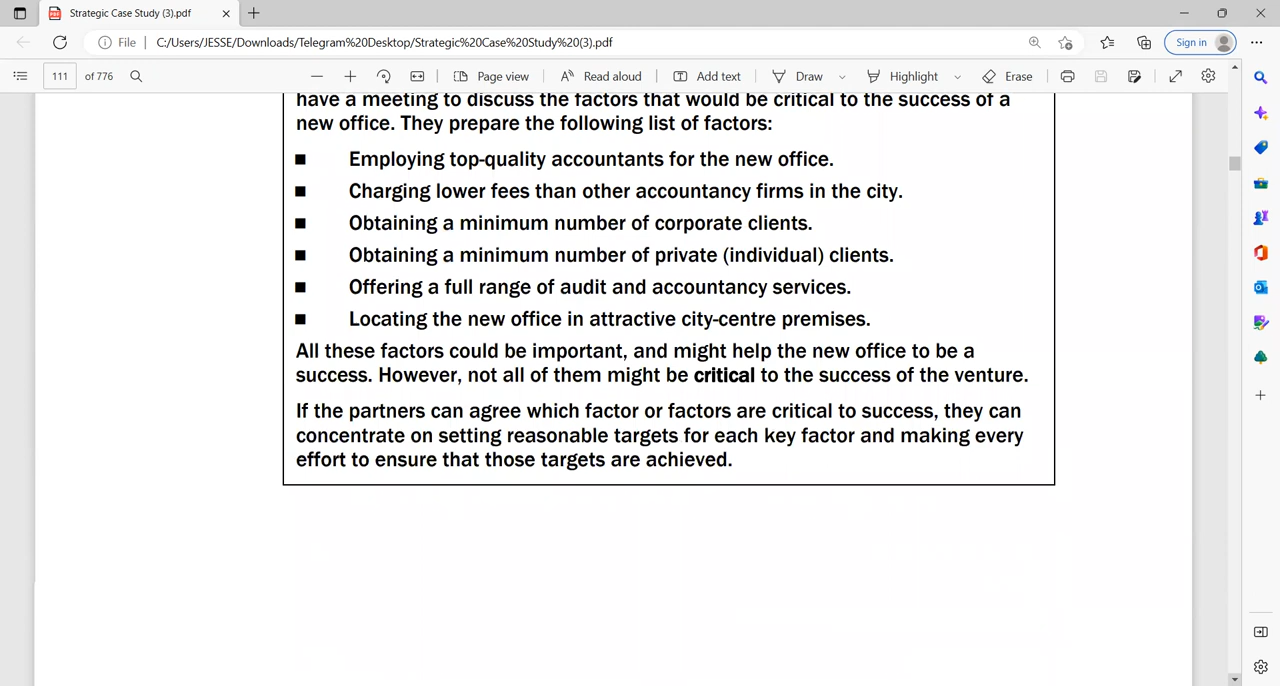 Strategic Case Study (3).pdf
File
C:/Users/JESSE/Downloads/Telegram%20Desktop/Strategic%20Case%20Study%20(3).pdf
Sign in
111 of 776
Page view
Read aloud
Add text
Draw
Highlight
Erase
have a meeting to discuss the factors that would be critical to the success of a
new office. They prepare the following list of factors:
■ Employing top-quality accountants for the new office.
■ Charging lower fees than other accountancy firms in the city.
■ Obtaining a minimum number of corporate clients.
■ Obtaining a minimum number of private (individual) clients.
■ Offering a full range of audit and accountancy services.
■ Locating the new office in attractive city-centre premises.
All these factors could be important, and might help the new office to be a
success. However, not all of them might be critical to the success of the venture.
If the partners can agree which factor or factors are critical to success, they can
concentrate on setting reasonable targets for each key factor and making every
effort to ensure that those targets are achieved.